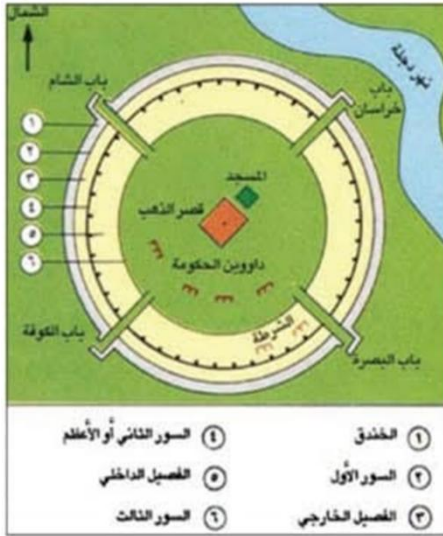 الشمال
نهر دجلة
باب الشام
باب
خراسان
١
٢
٣
٤
٥
٦
المسجد
قصر الذهب
داووين الحكومة
الشرطة
باب الكوفة
باب البصرة
١ الخندق
٤ السور الثاني أو الأعظم
٢ السور الأول
٥ الفصيل الداخلي
٣ الفصيل الخارجي
٦ السور الثالث